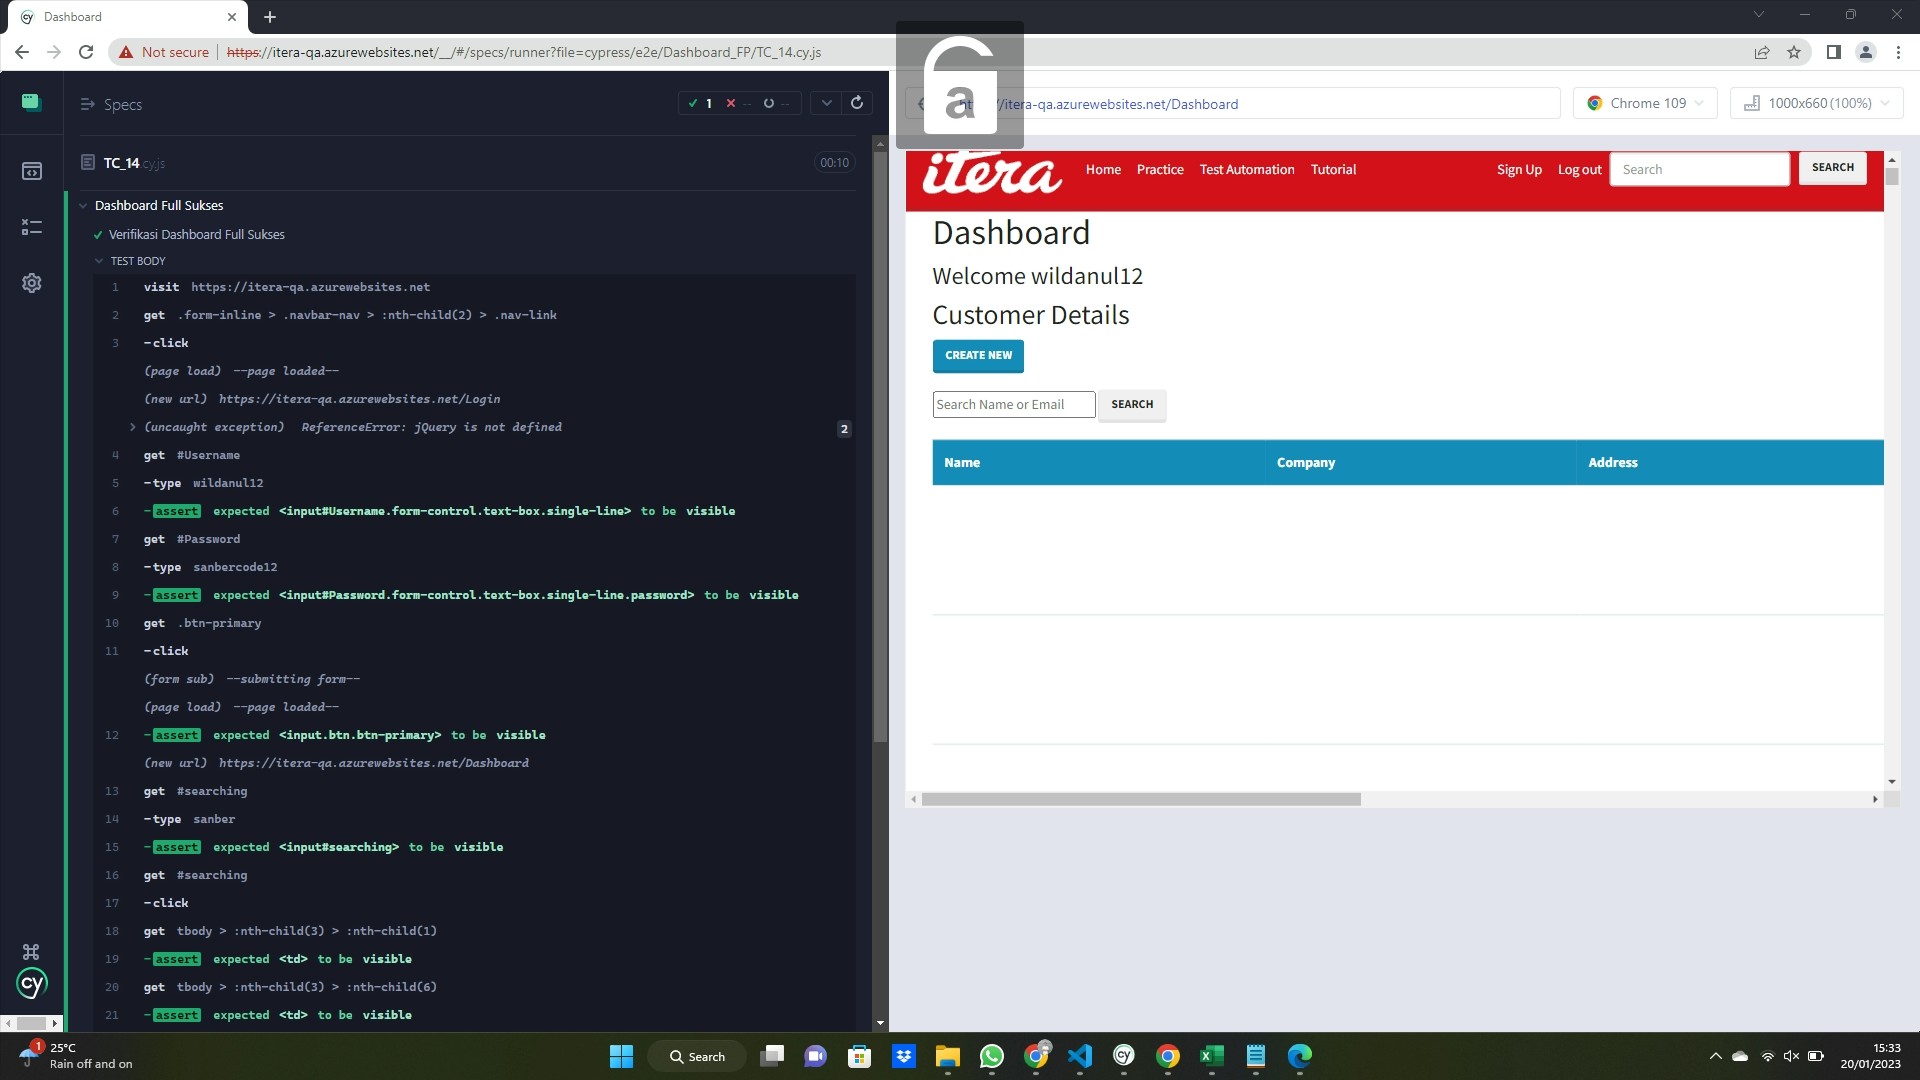 Dashboard
Not secure
https://itera-qa.azurewebsites.net/__/#/specs/runner?file=cypress/e2e/Dashboard_FP/TC_14.cy.js
Specs
1
--
--
a
//itera-qa.azurewebsites.net/Dashboard
Chrome 109
1000x660 (100%)
TC_14.cy.js
00:10
Dashboard Full Sukses
Verifikasi Dashboard Full Sukses
TEST BODY
1 visit https://itera-qa.azurewebsites.net
2 get .form-inline > .navbar-nav > :nth-child(2) > .nav-link
3 -click
(page load) --page loaded--
(new url) https://itera-qa.azurewebsites.net/Login
(uncaught exception) ReferenceError: jQuery is not defined 2
4 get #Username
5 -type wildanul12
6 -assert expected <input#Username.form-control.text-box.single-line> to be visible
7 get #Password
8 -type sanbercode12
9 -assert expected <input#Password.form-control.text-box.single-line.password> to be visible
10 get .btn-primary
11 -click
(form sub) --submitting form--
(page load) --page loaded--
12 -assert expected <input.btn.btn-primary> to be visible
(new url) https://itera-qa.azurewebsites.net/Dashboard
13 get #searching
14 -type sanber
15 -assert expected <input#searching> to be visible
16 get #searching
17 -click
18 get tbody > :nth-child(3) > :nth-child(1)
19 -assert expected <td> to be visible
20 get tbody > :nth-child(3) > :nth-child(6)
21 -assert expected <td> to be visible
cy
itera
Home Practice Test Automation Tutorial
Sign Up Log out Search SEARCH
Dashboard
Welcome wildanul12
Customer Details
CREATE NEW
Search Name or Email SEARCH
Name Company Address
1
25°C
Rain off and on
Search
15:33
20/01/2023